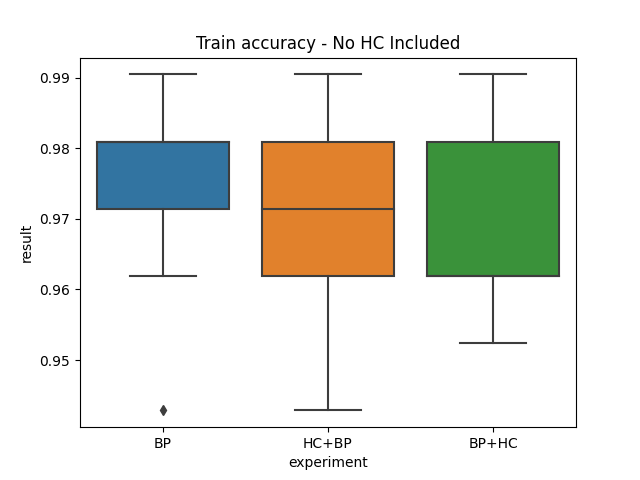 Train accuracy - No HC Included
0.99
0.98
0.97
0.96
0.95
result
BP
HC+BP
BP+HC
experiment